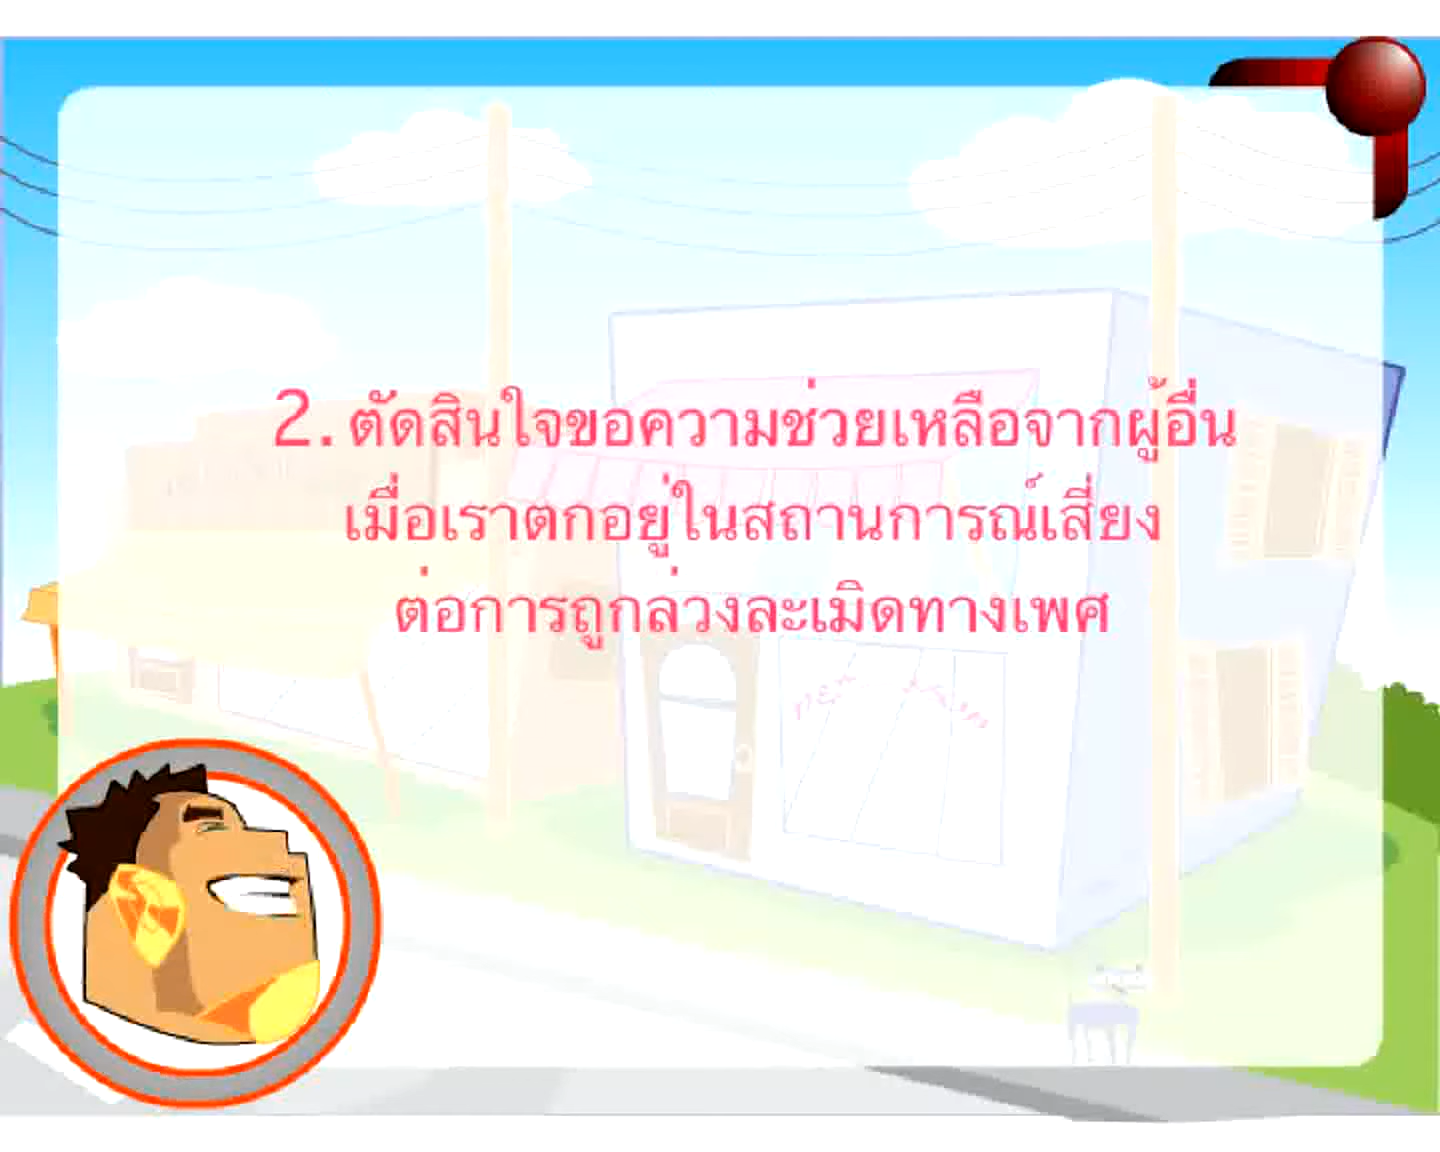 2. ตัดสินใจขอความช่วยเหลือจากผู้อื่น
เมื่อเราตกอยู่ในสถานการณ์เสี่ยง
ต่อการถูกล่วงละเมิดทางเพศ